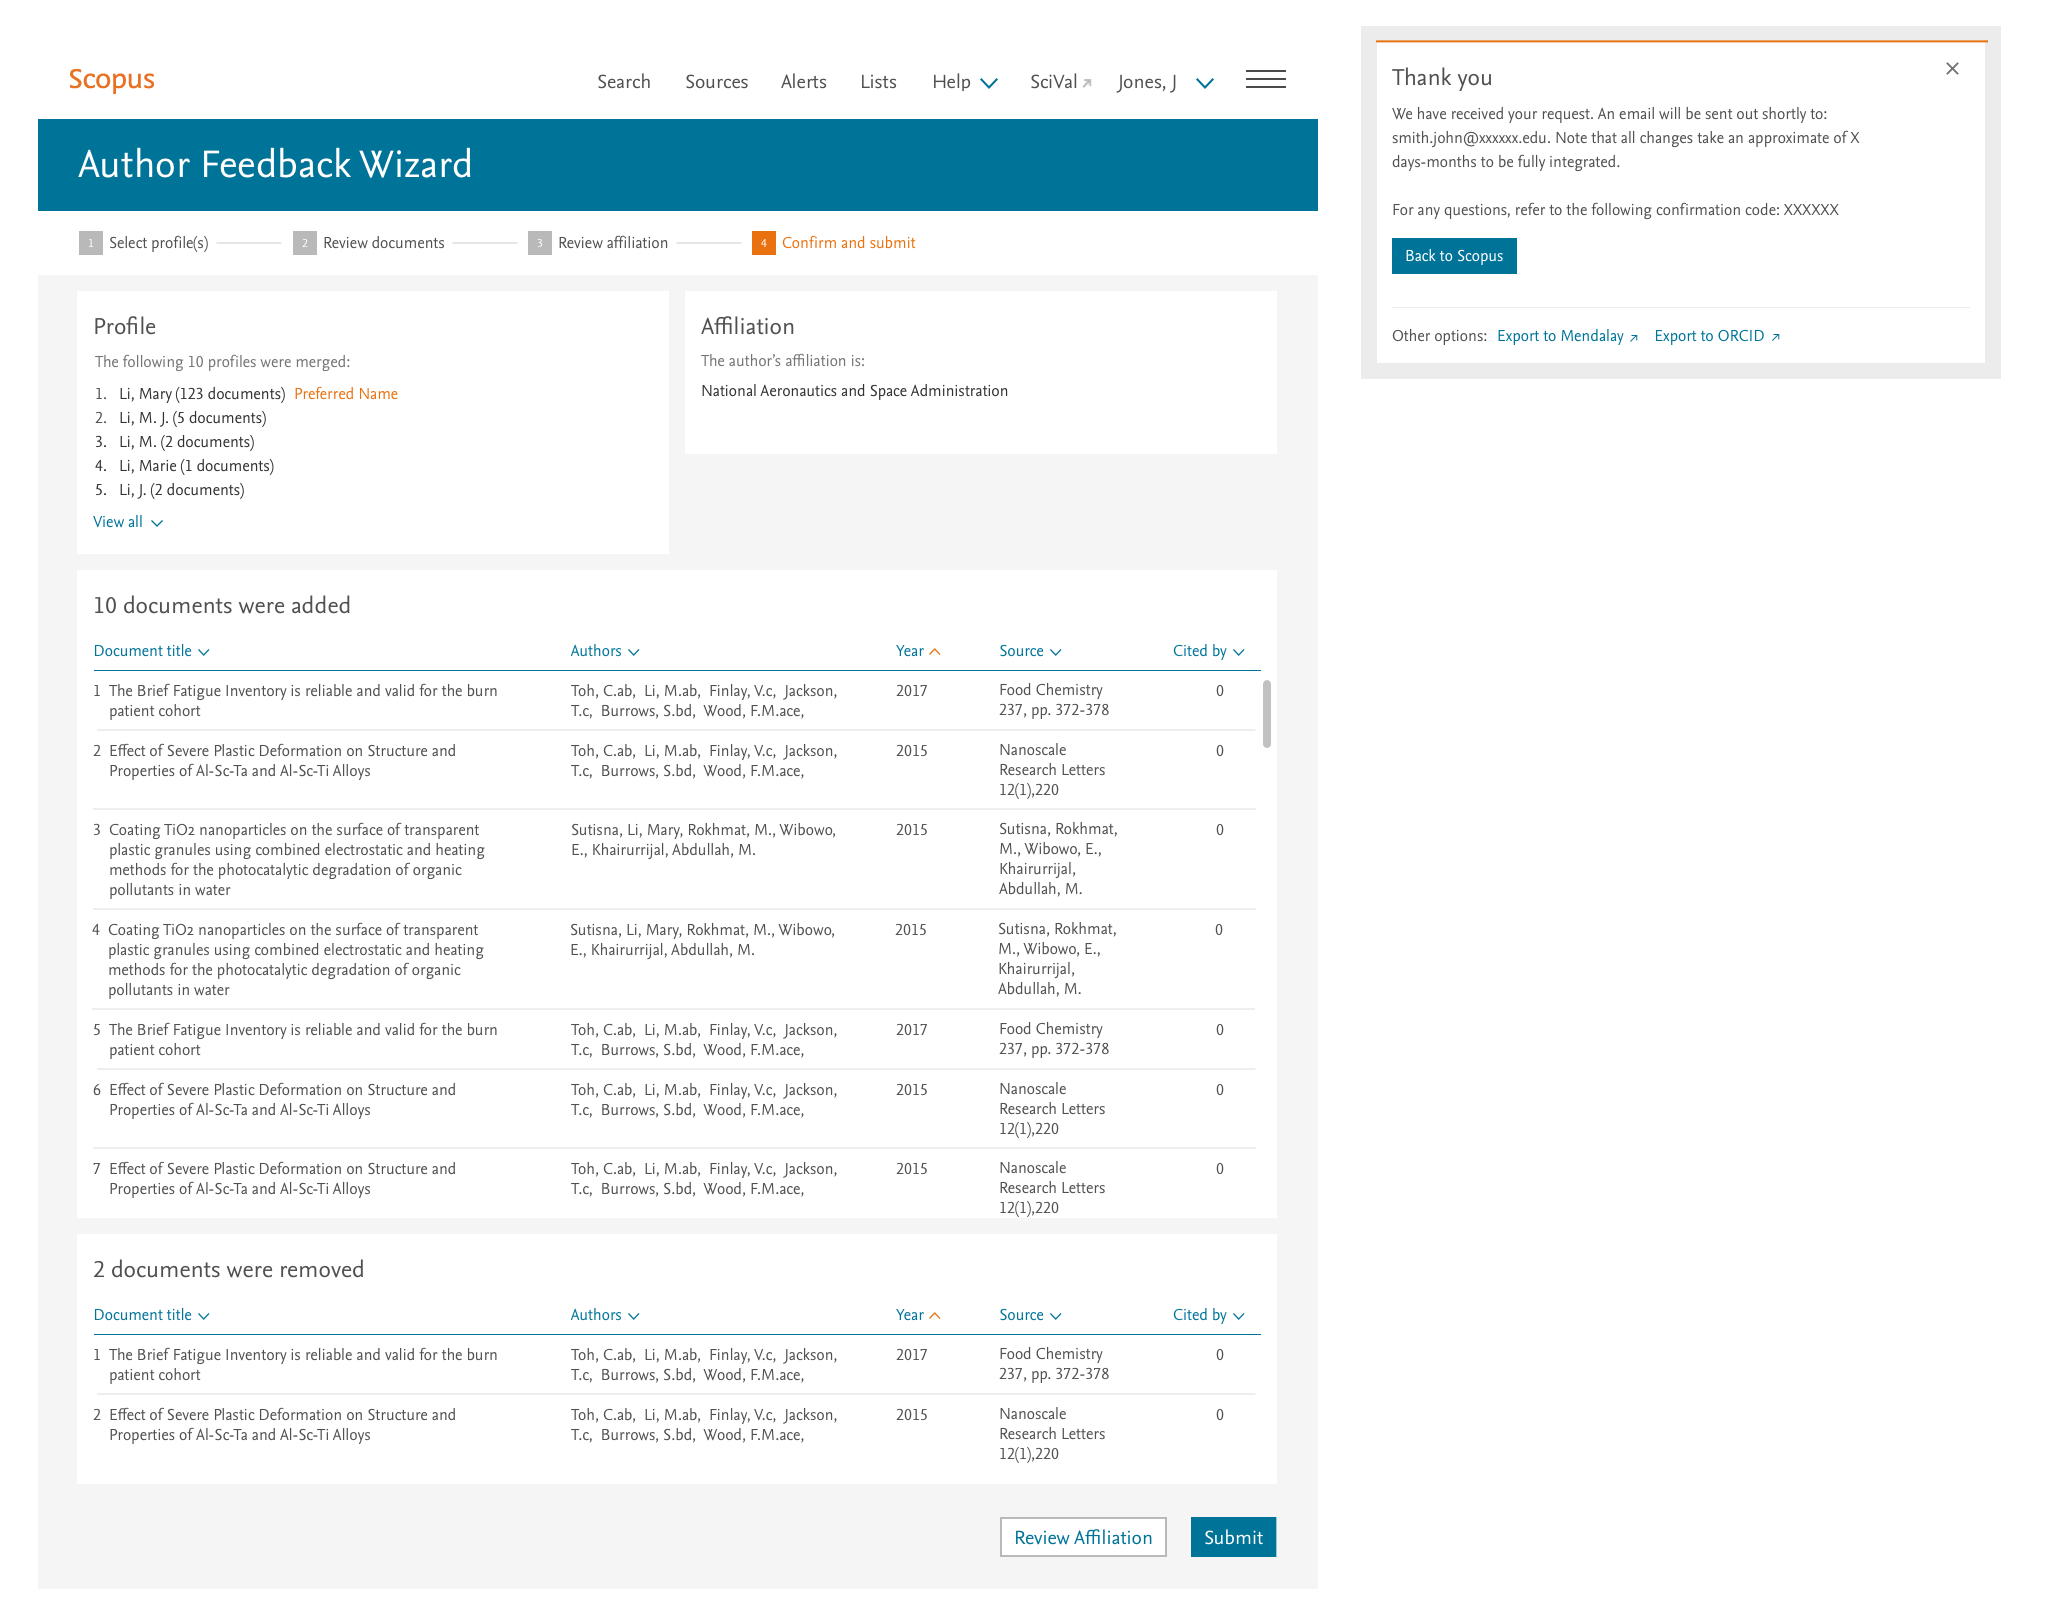 Scopus
Search Sources Alerts Lists Help SciVal Jones, J
Author Feedback Wizard
1 Select profile(s) 2 Review documents 3 Review affiliation 4 Confirm and submit
Profile
The following 10 profiles were merged:
1. Li, Mary (123 documents) Preferred Name
2. Li, M. J. (5 documents)
3. Li, M. (2 documents)
4. Li, Marie (1 documents)
5. Li, J. (2 documents)
View all
Affiliation
The author's affiliation is:
National Aeronautics and Space Administration
10 documents were added
Document title Authors Year Source Cited by
1 The Brief Fatigue Inventory is reliable and valid for the burn Toh, C.ab, Li, M.ab, Finlay, V.c, Jackson, 2017 Food Chemistry 0
patient cohort T.c, Burrows, S.bd, Wood, F.M.ace, 237, pp. 372-378
2 Effect of Severe Plastic Deformation on Structure and Toh, C.ab, Li, M.ab, Finlay, V.c, Jackson, 2015 Nanoscale 0
Properties of Al-Sc-Ta and Al-Sc-Ti Alloys T.c, Burrows, S.bd, Wood, F.M.ace, Research Letters
12(1),220
3 Coating TiO2 nanoparticles on the surface of transparent Sutisna, Li, Mary, Rokhmat, M., Wibowo, 2015 Sutisna, Rokhmat, 0
plastic granules using combined electrostatic and heating E., Khairurrijal, Abdullah, M. M., Wibowo, E.,
methods for the photocatalytic degradation of organic Khairurrijal,
pollutants in water Abdullah, M.
4 Coating TiO2 nanoparticles on the surface of transparent Sutisna, Li, Mary, Rokhmat, M., Wibowo, 2015 Sutisna, Rokhmat, 0
plastic granules using combined electrostatic and heating E., Khairurrijal, Abdullah, M. M., Wibowo, E.,
methods for the photocatalytic degradation of organic Khairurrijal,
pollutants in water Abdullah, M.
5 The Brief Fatigue Inventory is reliable and valid for the burn Toh, C.ab, Li, M.ab, Finlay, V.c, Jackson, 2017 Food Chemistry 0
patient cohort T.c, Burrows, S.bd, Wood, F.M.ace, 237, pp. 372-378
6 Effect of Severe Plastic Deformation on Structure and Toh, C.ab, Li, M.ab, Finlay, V.c, Jackson, 2015 Nanoscale 0
Properties of Al-Sc-Ta and Al-Sc-Ti Alloys T.c, Burrows, S.bd, Wood, F.M.ace, Research Letters
12(1),220
7 Effect of Severe Plastic Deformation on Structure and Toh, C.ab, Li, M.ab, Finlay, V.c, Jackson, 2015 Nanoscale 0
Properties of Al-Sc-Ta and Al-Sc-Ti Alloys T.c, Burrows, S.bd, Wood, F.M.ace, Research Letters
12(1),220
2 documents were removed
Document title Authors Year Source Cited by
1 The Brief Fatigue Inventory is reliable and valid for the burn Toh, C.ab, Li, M.ab, Finlay, V.c, Jackson, 2017 Food Chemistry 0
patient cohort T.c, Burrows, S.bd, Wood, F.M.ace, 237, pp. 372-378
2 Effect of Severe Plastic Deformation on Structure and Toh, C.ab, Li, M.ab, Finlay, V.c, Jackson, 2015 Nanoscale 0
Properties of Al-Sc-Ta and Al-Sc-Ti Alloys T.c, Burrows, S.bd, Wood, F.M.ace, Research Letters
12(1),220
Review Affiliation Submit
Thank you
We have received your request. An email will be sent out shortly to:
smith.john@xxxxxx.edu. Note that all changes take an approximate of X
days-months to be fully integrated.
For any questions, refer to the following confirmation code: XXXXXX
Back to Scopus
Other options: Export to Mendalay Export to ORCID